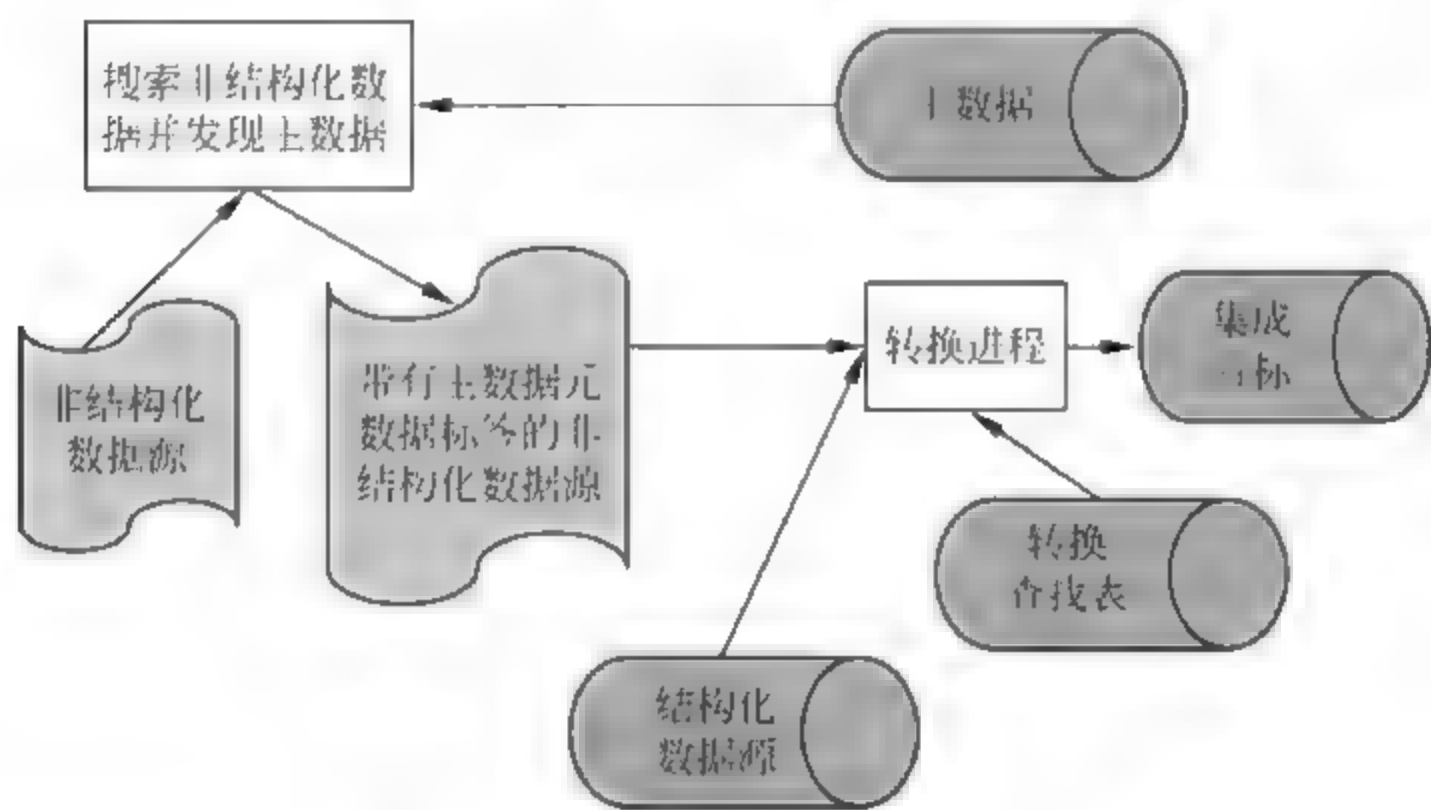 搜索非结构化数
据并发现主数据
主数据
非结构化
数据源
带有主数据元
数据标签的非
结构化数据源
转换进程
集成
目标
转换
查找表
结构化
数据源